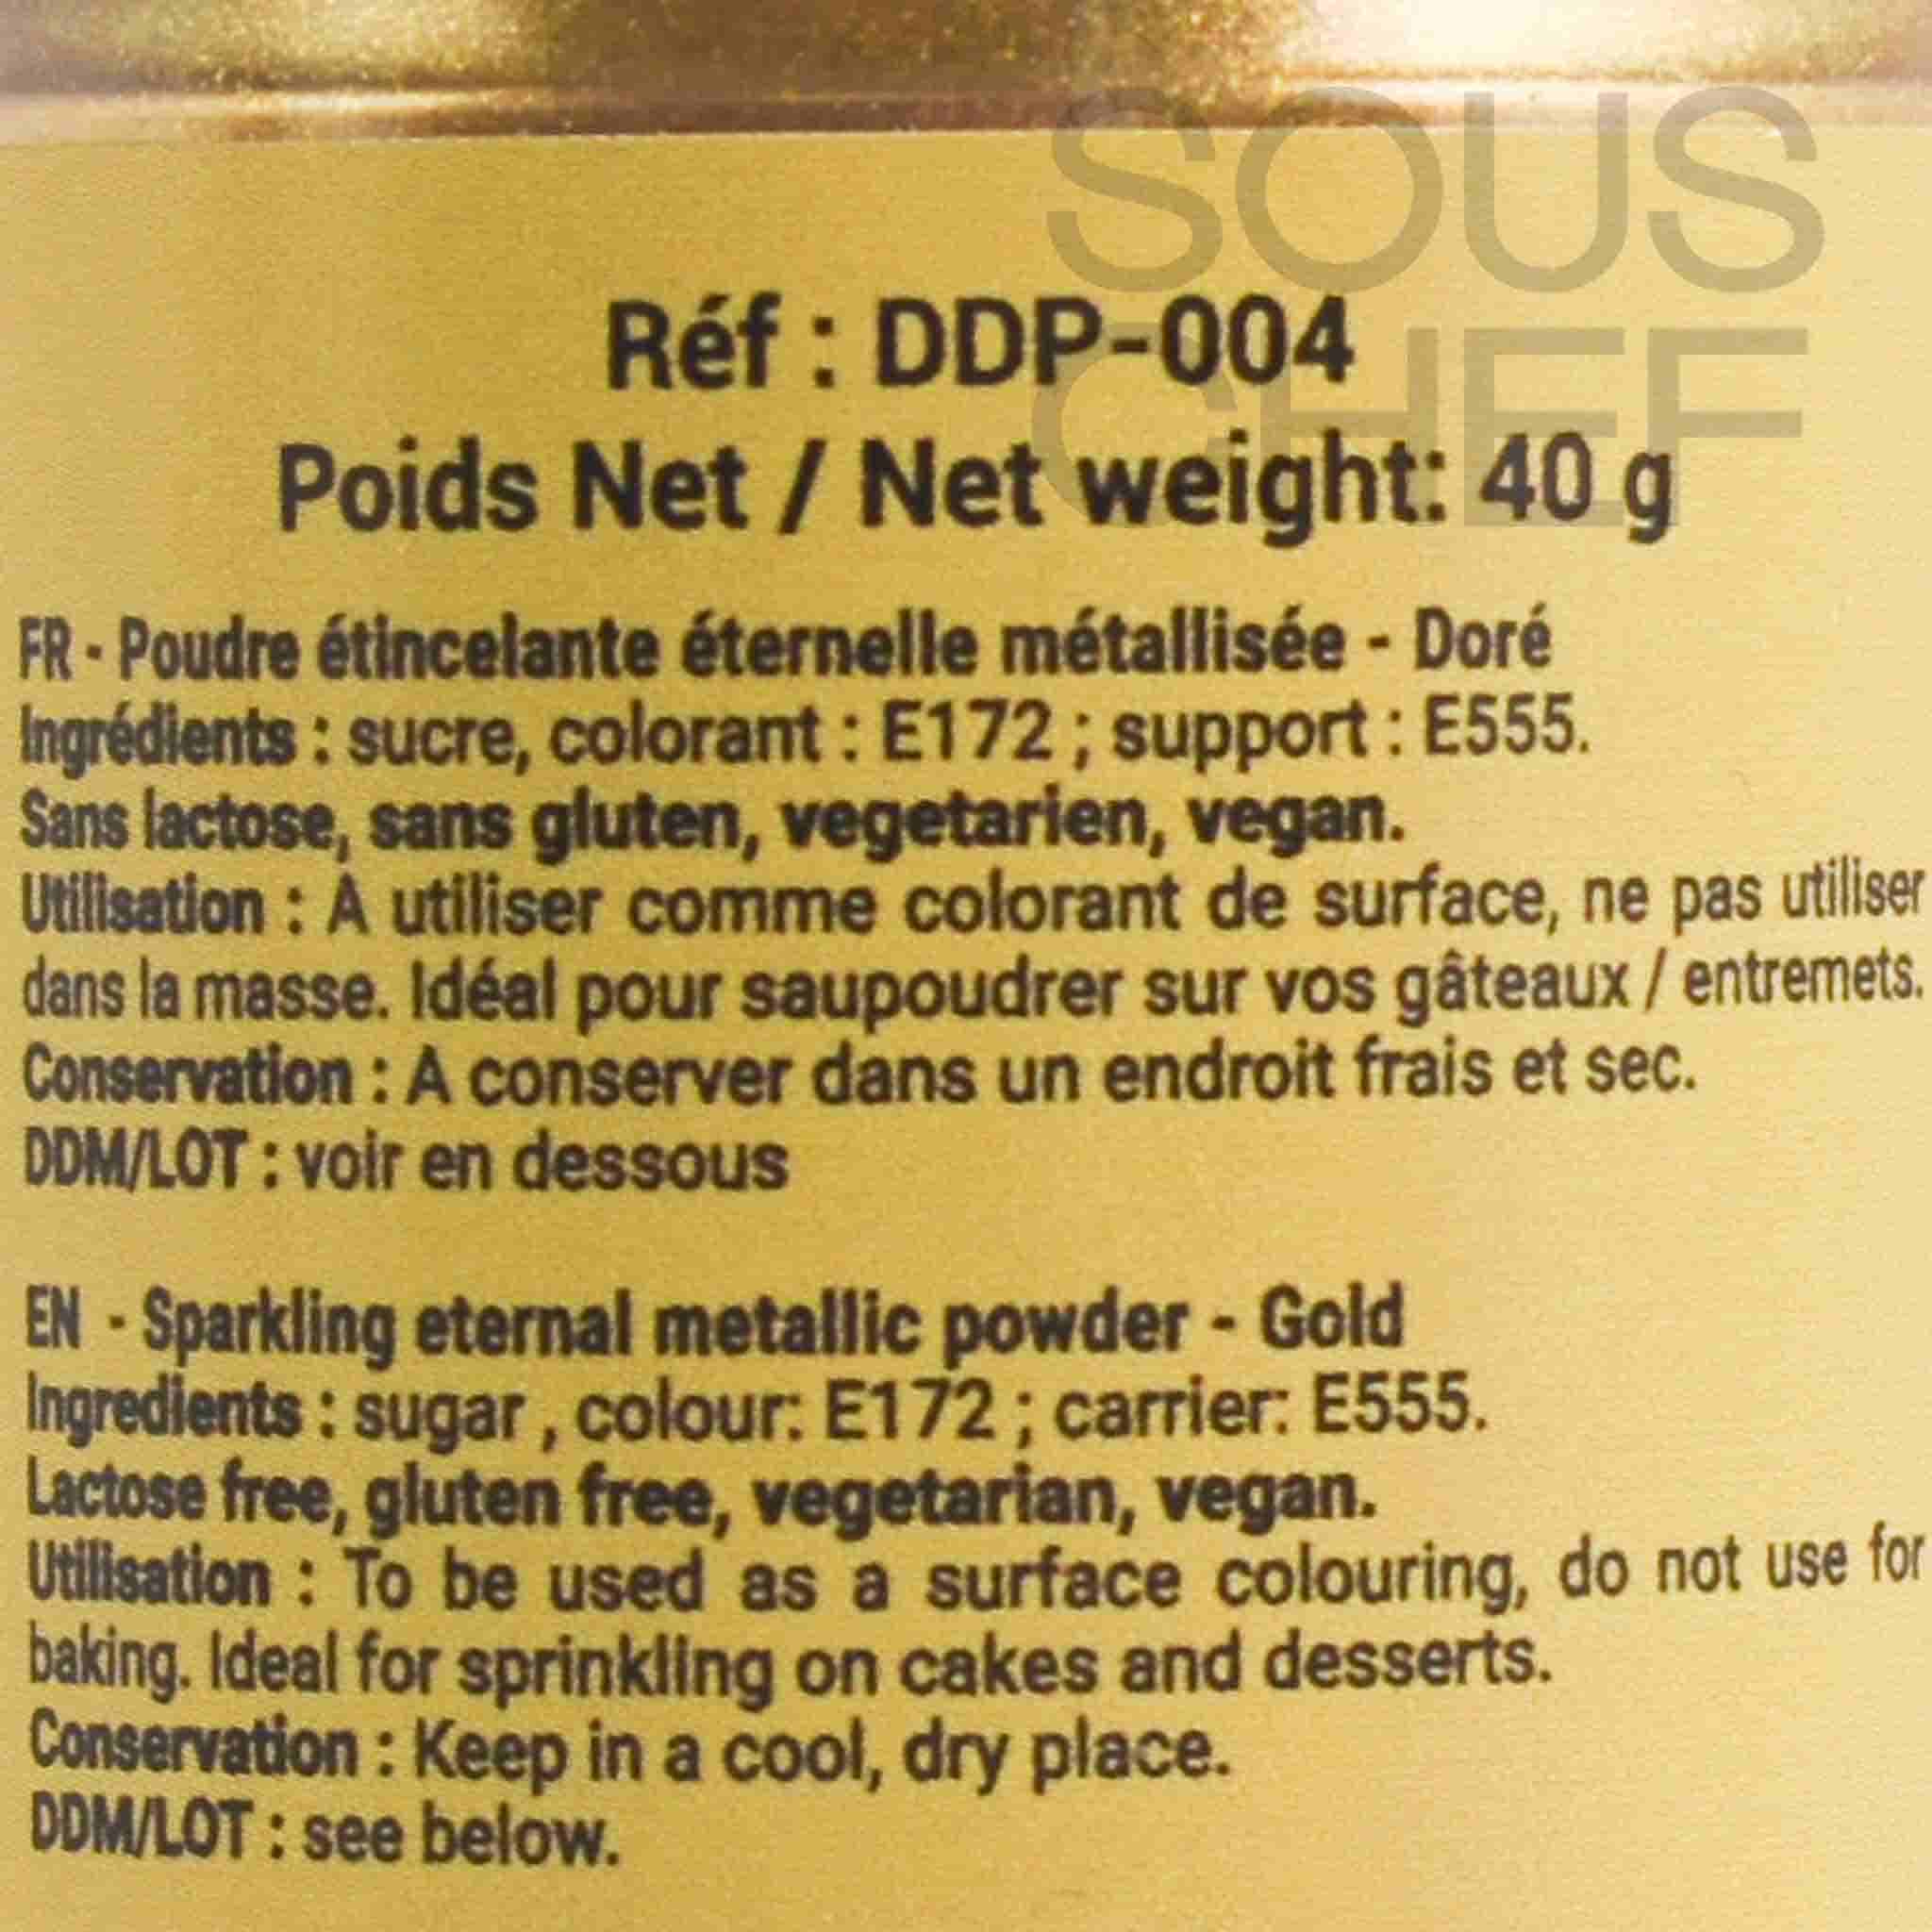 SOUS
CHEF
Réf : DDP-004
Poids Net / Net weight: 40 g
FR - Poudre étincelante éternelle métallisée - Doré
Ingrédients : sucre, colorant : E172 ; support : E555.
Sans lactose, sans gluten, vegetarien, vegan.
Utilisation : À utiliser comme colorant de surface, ne pas utiliser
dans la masse. Idéal pour saupoudrer sur vos gâteaux / entremets.
Conservation : A conserver dans un endroit frais et sec.
DDM/LOT : voir en dessous
EN - Sparkling eternal metallic powder - Gold
Ingredients : sugar , colour: E172 ; carrier: E555.
Lactose free, gluten free, vegetarian, vegan.
Utilisation : To be used as a surface colouring, do not use for
baking. Ideal for sprinkling on cakes and desserts.
Conservation : Keep in a cool, dry place.
DDM/LOT : see below.